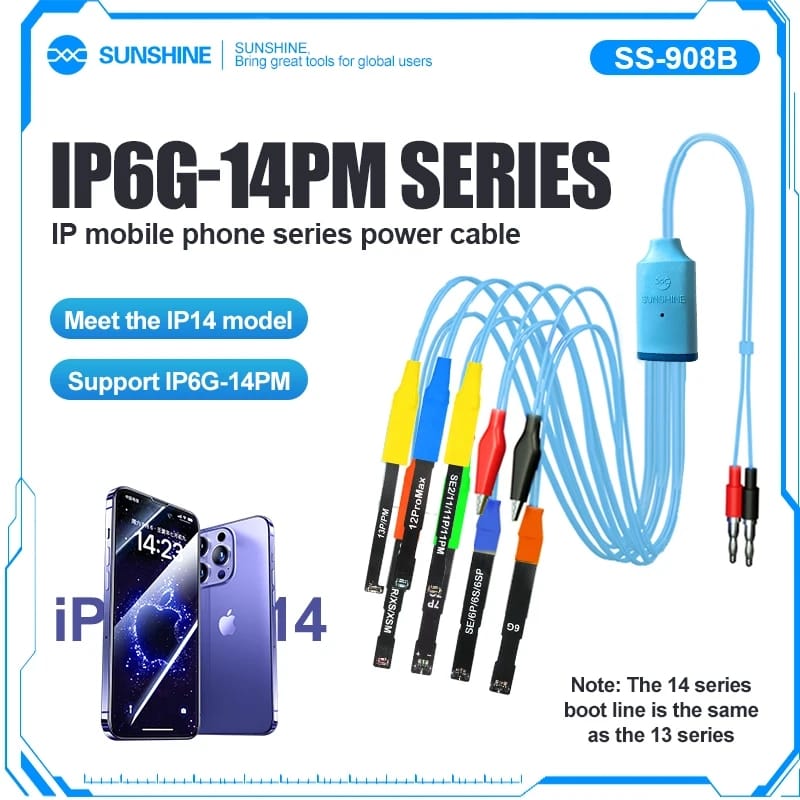 SUNSHINE
SUNSHINE,
Bring great tools for global users
SS-908B
IP6G-14PM SERIES
IP mobile phone series power cable
Meet the IP14 model
Support IP6G-14PM
SUNSHINE
13P/PM
12ProMax
SE2/11/11P/11PM
R/X/S/XSM
7P
SE/6P/6S/6SP
6G
14:23
iP 14
Note: The 14 series
boot line is the same
as the 13 series